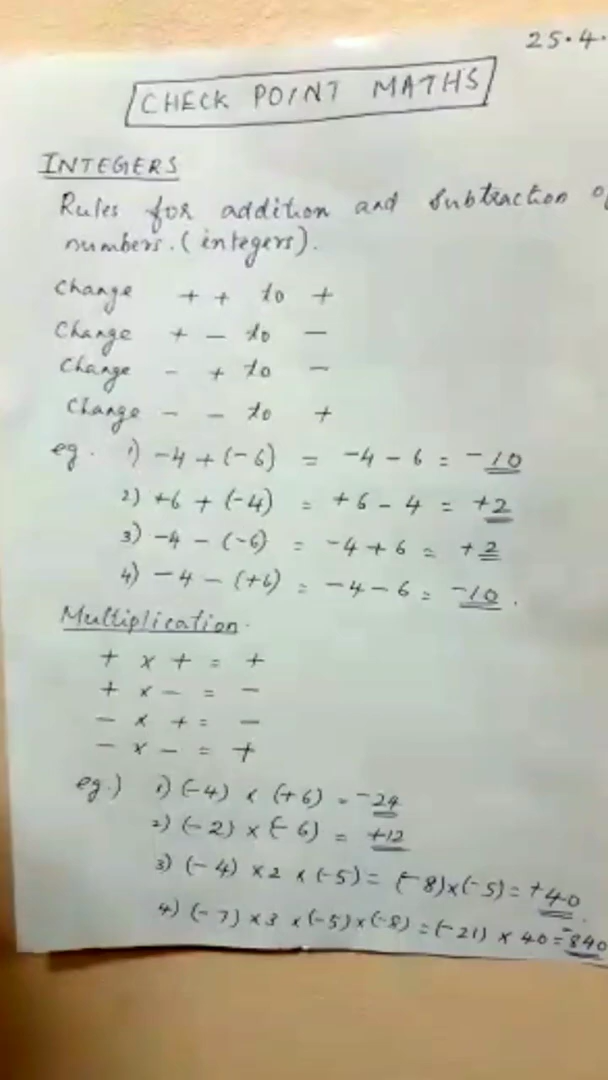 25.4.
CHECK POINT MATHS
INTEGERS
Rules for addition and Subtraction of
numbers. (integers).
Change + + to +
Change + - to -
Change - + to -
Change - - to +
eg. 1) -4 + (-6) = -4 - 6 = -10
2) +6 + (-4) = +6 - 4 = +2
3) -4 - (-6) = -4 + 6 = +2
4) -4 - (+6) = -4 - 6 = -10.
Multiplication.
+ x + = +
+ x - = -
- x + = -
- x - = +
eg.) 1) (-4) x (+6) = -24
2) (-2) x (-6) = +12
3) (-4) x 2 x (-5) = (-8) x (-5) = +40
4) (-7) x 3 x (-5) x (-8) = (-21) x 40 = -840